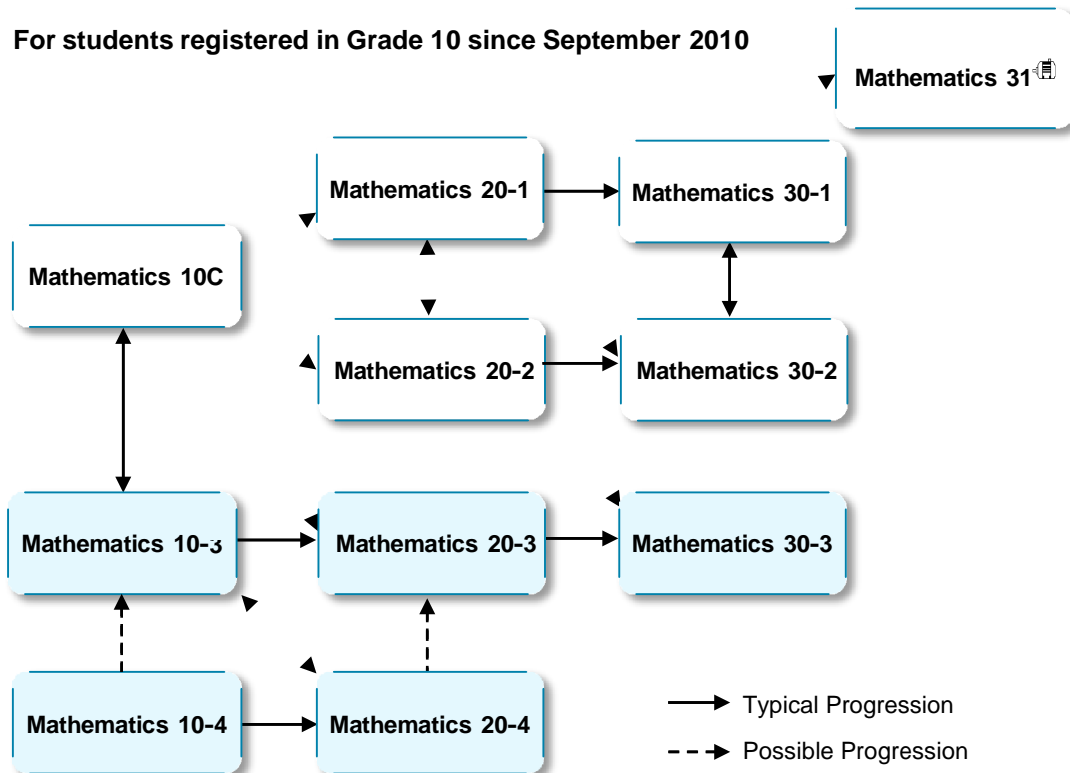 For students registered in Grade 10 since September 2010
Mathematics 31
Mathematics 20-1
Mathematics 30-1
Mathematics 10C
Mathematics 20-2
Mathematics 30-2
Mathematics 10-3
Mathematics 20-3
Mathematics 30-3
Mathematics 10-4
Mathematics 20-4
Typical Progression
Possible Progression